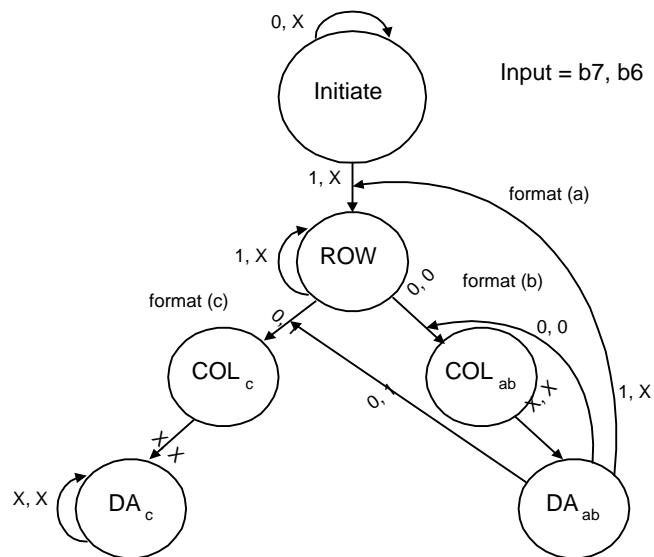 0, X
Initiate
Input = b7, b6
1, X
format (a)
ROW
1, X
0, 0
format (b)
format (c)
0,
0, 0
COL c
COL ab
0, 1
X, X
1, X
X X
X, X
DA c
DA ab